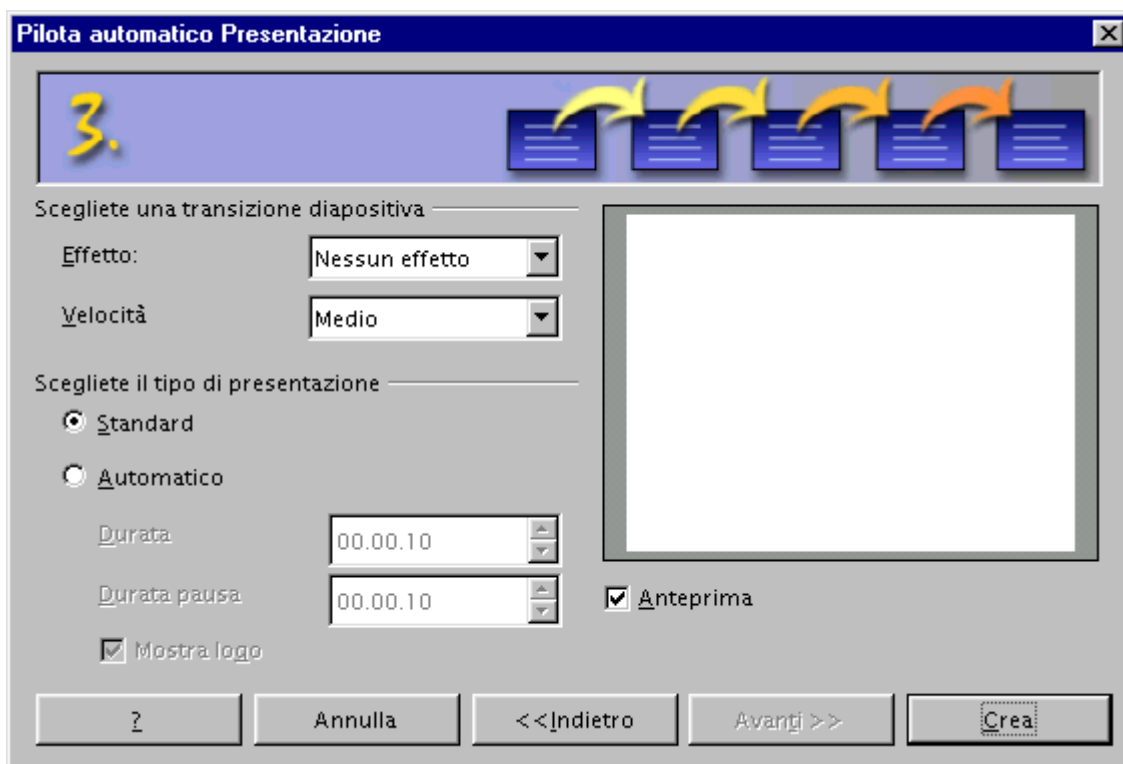 Pilota automatico Presentazione
3.
Scegliete una transizione diapositiva
Effetto:
Nessun effetto
Velocità
Medio
Scegliete il tipo di presentazione
Standard
Automatico
Durata
00.00.10
Durata pausa
00.00.10
Mostra logo
Anteprima
?
Annulla
<<Indietro
Avanti >>
Crea